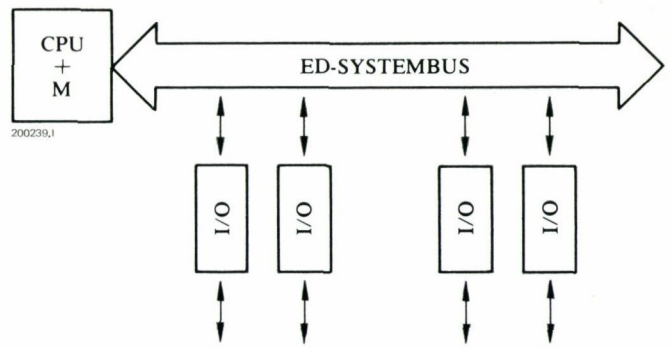 CPU
+
M
ED-SYSTEMBUS
200239.1
I/O
I/O
I/O
I/O